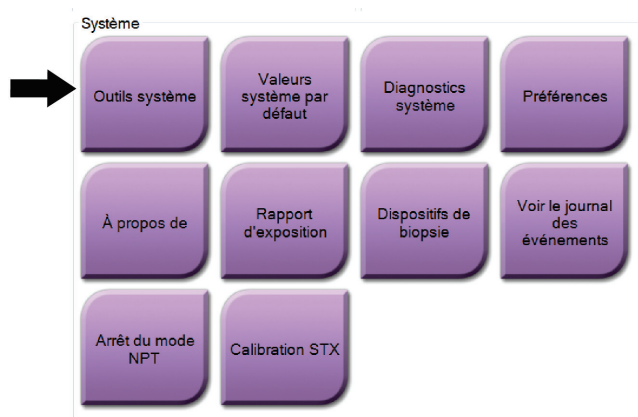 Système
Outils système
Valeurs
système par
défaut
Diagnostics
système
Préférences
À propos de
Rapport
d'exposition
Dispositifs de
biopsie
Voir le journal
des
événements
Arrêt du mode
NPT
Calibration STX